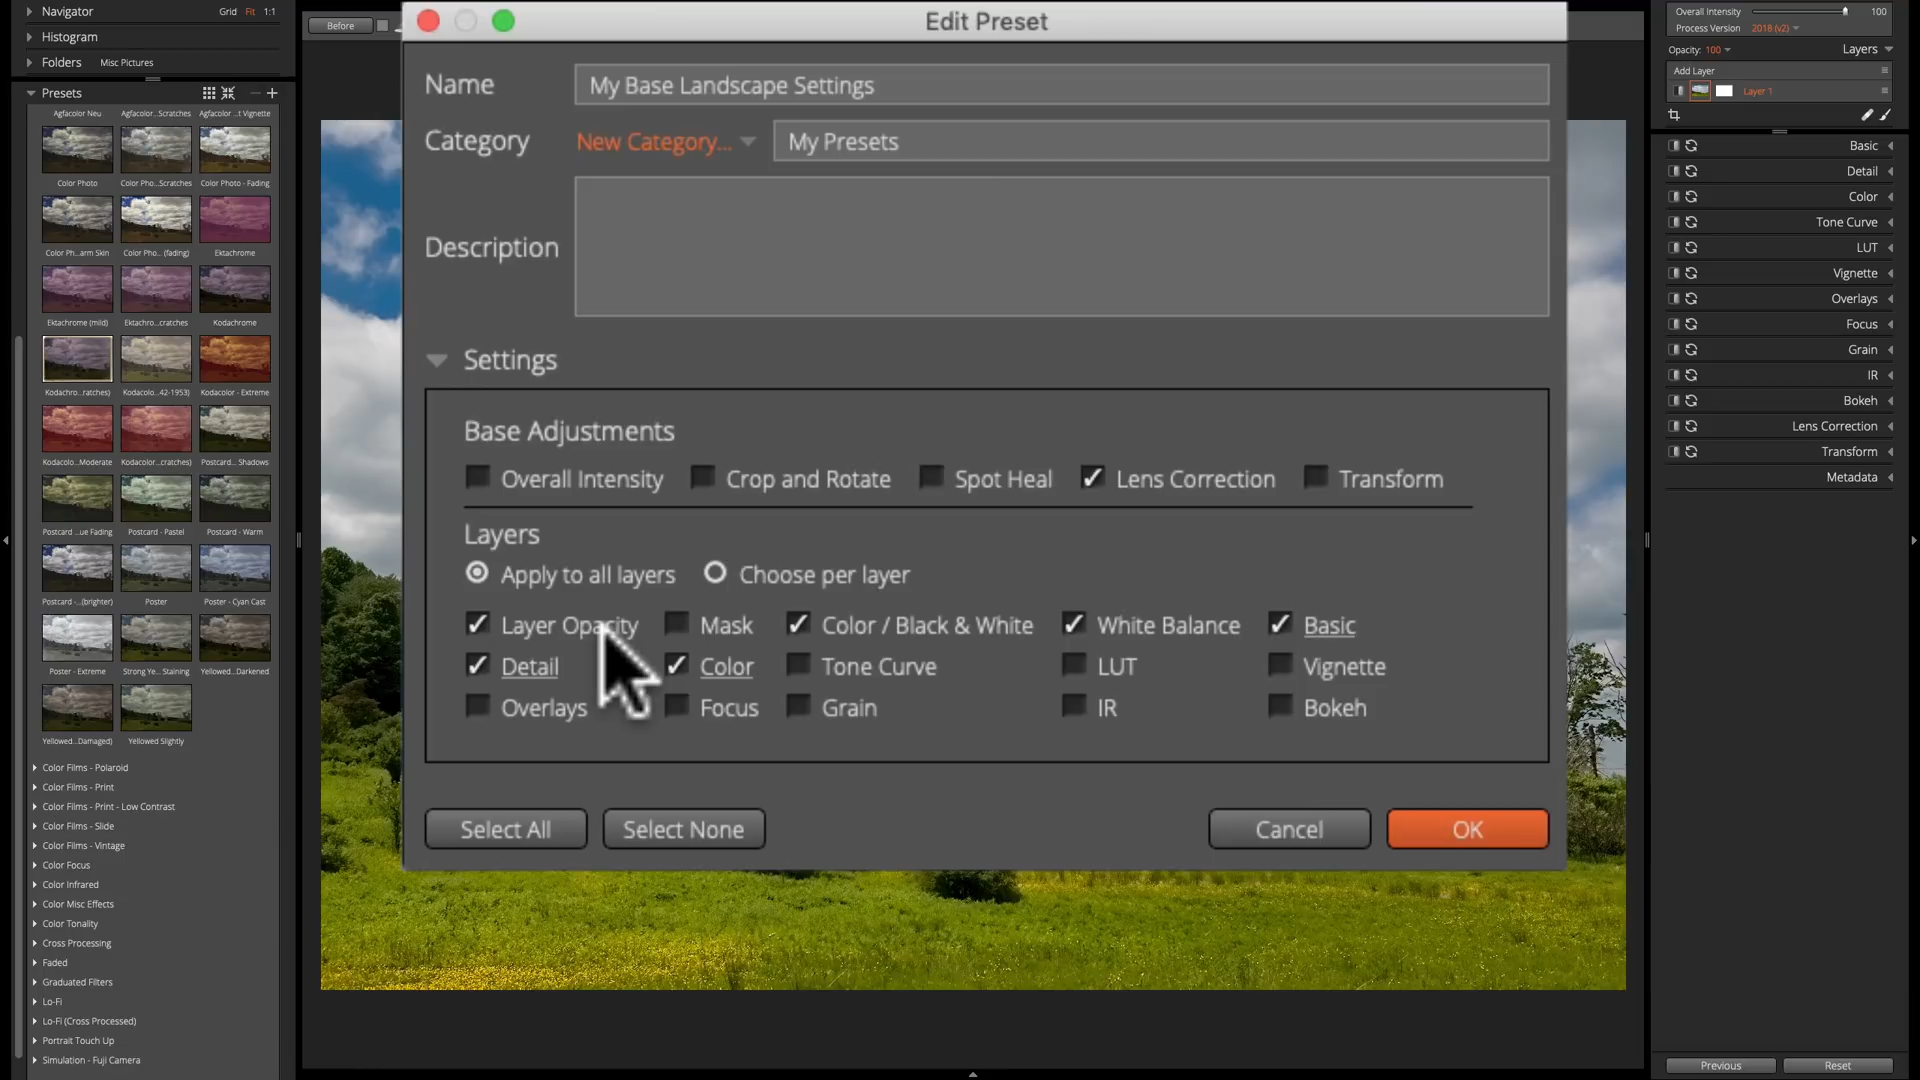 Navigator
Grid Fit 1:1
Histogram
Folders Misc Pictures
Presets
Agfacolor Neu Agfacolor...Scratches Agfacolor ...t Vignette
Color Photo Color Pho...Scratches Color Photo - Fading
Color Ph...arm Skin Color Pho... (fading) Ektachrome
Ektachrome (mild) Ektachro...cratches Kodachrome
Kodachro...ratches) Kodacolo...42-1953) Kodacolor - Extreme
Kodacolo...Moderate Kodacolor...cratches) Postcard... Shadows
Postcard ...ue Fading Postcard - Pastel Postcard - Warm
Postcard -...(brighter) Poster Poster - Cyan Cast
Poster - Extreme Strong Ye... Staining Yellowed...Darkened
Yellowed...Damaged) Yellowed Slightly
Color Films - Polaroid
Color Films - Print
Color Films - Print - Low Contrast
Color Films - Slide
Color Films - Vintage
Color Focus
Color Infrared
Color Misc Effects
Color Tonality
Cross Processing
Faded
Graduated Filters
Lo-Fi
Lo-Fi (Cross Processed)
Portrait Touch Up
Simulation - Fuji Camera
Before
Edit Preset
Name My Base Landscape Settings
Category New Category... My Presets
Description
Settings
Base Adjustments
Overall Intensity Crop and Rotate Spot Heal Lens Correction Transform
Layers
Apply to all layers Choose per layer
Layer Opacity Mask Color / Black & White White Balance Basic
Detail Color Tone Curve LUT Vignette
Overlays Focus Grain IR Bokeh
Select All Select None Cancel OK
Overall Intensity 100
Process Version 2018 (v2)
Opacity: 100 Layers
Add Layer
Layer 1
Basic
Detail
Color
Tone Curve
LUT
Vignette
Overlays
Focus
Grain
IR
Bokeh
Lens Correction
Transform
Metadata
Previous Reset